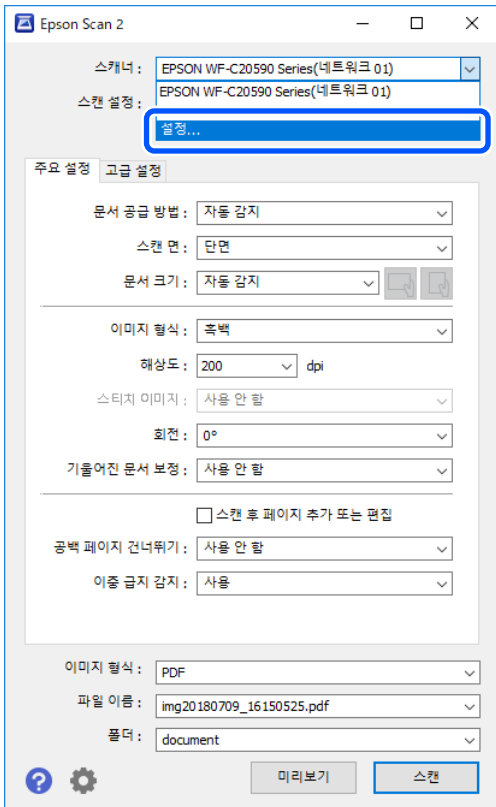 Epson Scan 2
스캐너 : EPSON WF-C20590 Series(네트워크 01)
EPSON WF-C20590 Series(네트워크 01)
스캔 설정 :
설정...
주요 설정 고급 설정
문서 공급 방법 : 자동 감지
스캔 면 : 단면
문서 크기 : 자동 감지
이미지 형식 : 흑백
해상도 : 200 dpi
스티치 이미지 : 사용 안 함
회전 : 0°
기울어진 문서 보정 : 사용 안 함
스캔 후 페이지 추가 또는 편집
공백 페이지 건너뛰기 : 사용 안 함
이중 급지 감지 : 사용
이미지 형식 : PDF
파일 이름 : img20180709_16150525.pdf
폴더 : document
? 미리보기 스캔